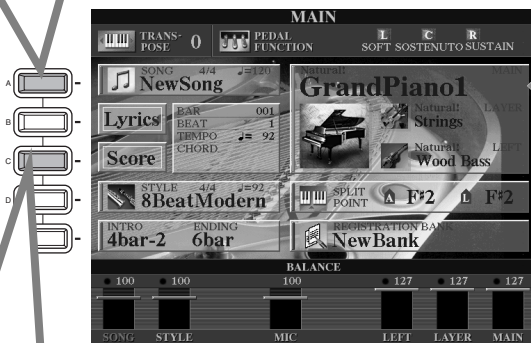 MAIN
TRANS-
POSE 0
PEDAL
FUNCTION
L C R
SOFT SOSTENUTO SUSTAIN
A
B
C
D
SONG 4/4 ♩=120
NewSong
Lyrics
Score
BAR 001
BEAT 1
TEMPO ♩= 92
CHORD
Natural! MAIN
GrandPiano1
Natural! LAYER
Strings
Natural! LEFT
Wood Bass
STYLE 4/4 ♩=92
8BeatModern
SPLIT
POINT A F♯2 L F♯2
INTRO ENDING
4bar-2 6bar
REGISTRATION BANK
NewBank
BALANCE
100 100 100 127 127 127
SONG STYLE MIC LEFT LAYER MAIN